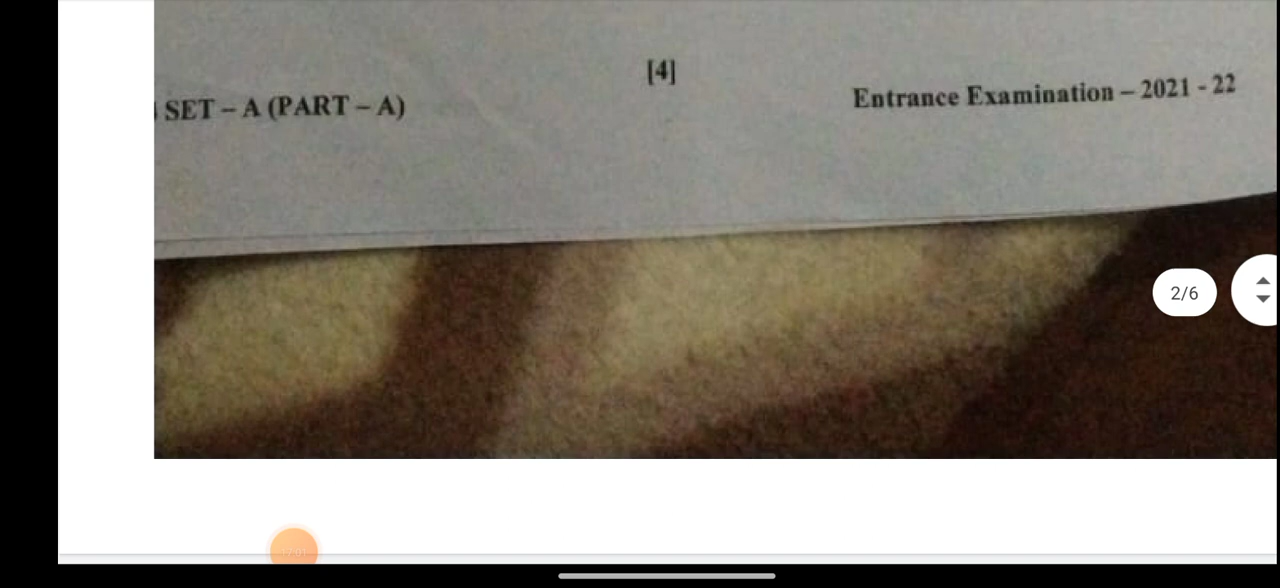 [4]
SET – A (PART – A)
Entrance Examination – 2021 - 22
2/6